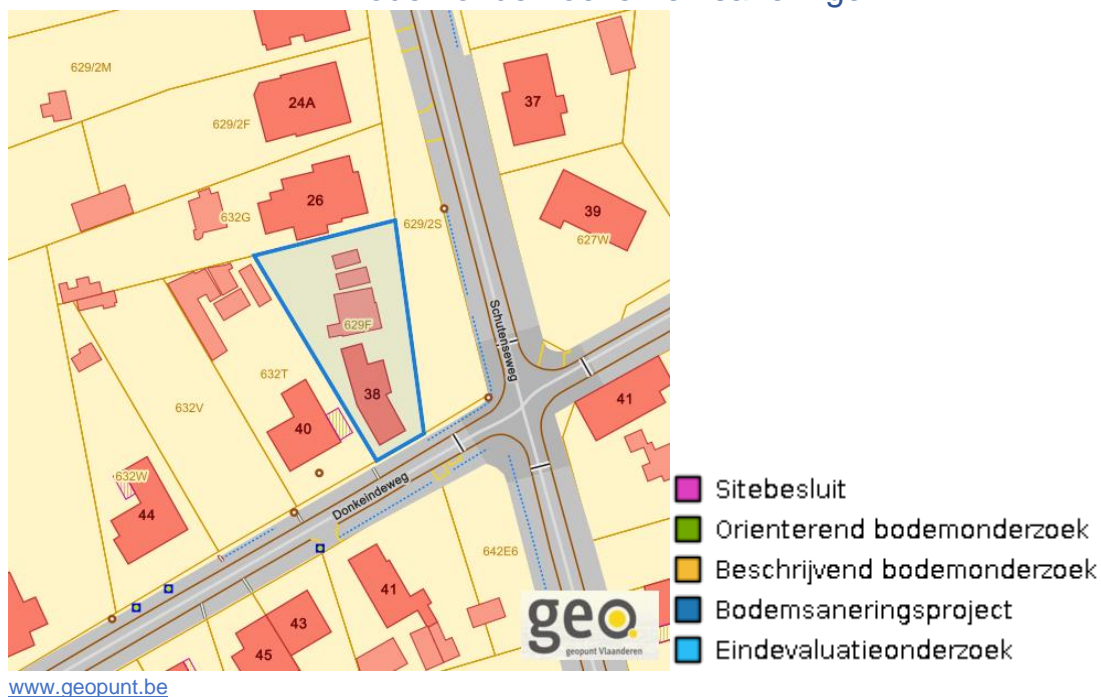 629/2M
24A
629/2F
37
26
632G
629/2S
39
627W
629F
Schutenseweg
632T
38
632V
40
41
632W
44
Donkeindeweg
642E6
41
43
45
geo
geopunt Vlaanderen
Sitebesluit
Orienterend bodemonderzoek
Beschrijvend bodemonderzoek
Bodemsaneringsproject
Eindevaluatieonderzoek
www.geopunt.be